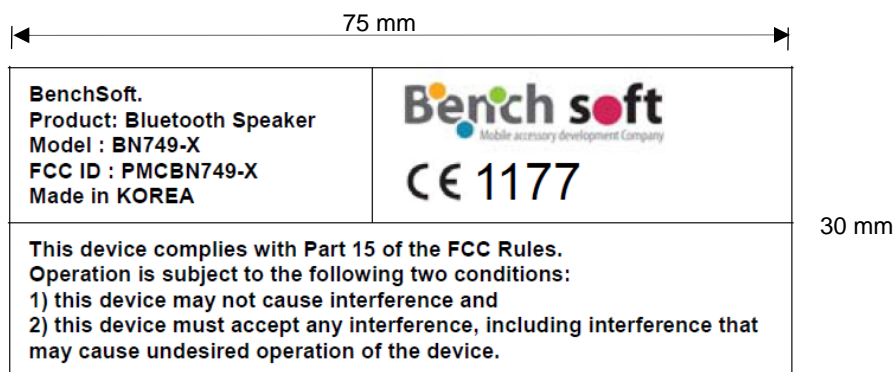 75 mm
BenchSoft.
Product: Bluetooth Speaker
Model : BN749-X
FCC ID : PMCBN749-X
Made in KOREA
Bench soft
Mobile accessory development Company
CE 1177
30 mm
This device complies with Part 15 of the FCC Rules.
Operation is subject to the following two conditions:
1) this device may not cause interference and
2) this device must accept any interference, including interference that
may cause undesired operation of the device.